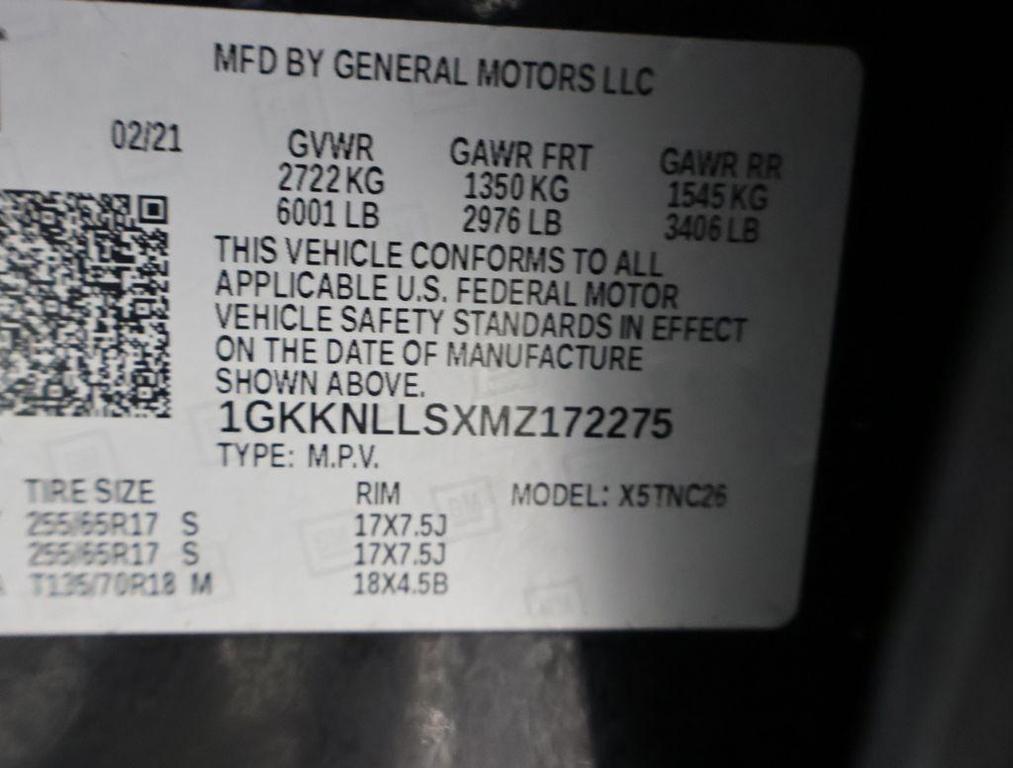 MFD BY GENERAL MOTORS LLC
02/21 GVWR GAWR FRT GAWR RR
2722 KG 1350 KG 1545 KG
6001 LB 2976 LB 3406 LB
THIS VEHICLE CONFORMS TO ALL
APPLICABLE U.S. FEDERAL MOTOR
VEHICLE SAFETY STANDARDS IN EFFECT
ON THE DATE OF MANUFACTURE
SHOWN ABOVE.
1GKKNLLSXMZ172275
TYPE: M.P.V.
TIRE SIZE RIM MODEL: X5TNC26
255/65R17 S 17X7.5J
255/65R17 S 17X7.5J
T135/70R18 M 18X4.5B